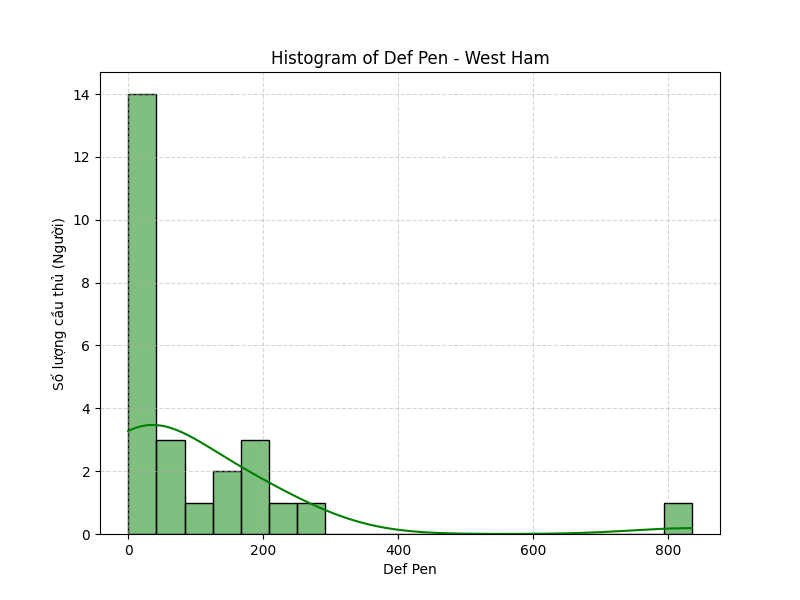 Histogram of Def Pen - West Ham
Số lượng cầu thủ (Người)
14
12
10
8
6
4
2
0
0 200 400 600 800
Def Pen